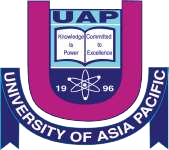 UAP
Knowledge is Power
Committed to Excellence
19 96
UNIVERSITY OF ASIA PACIFIC